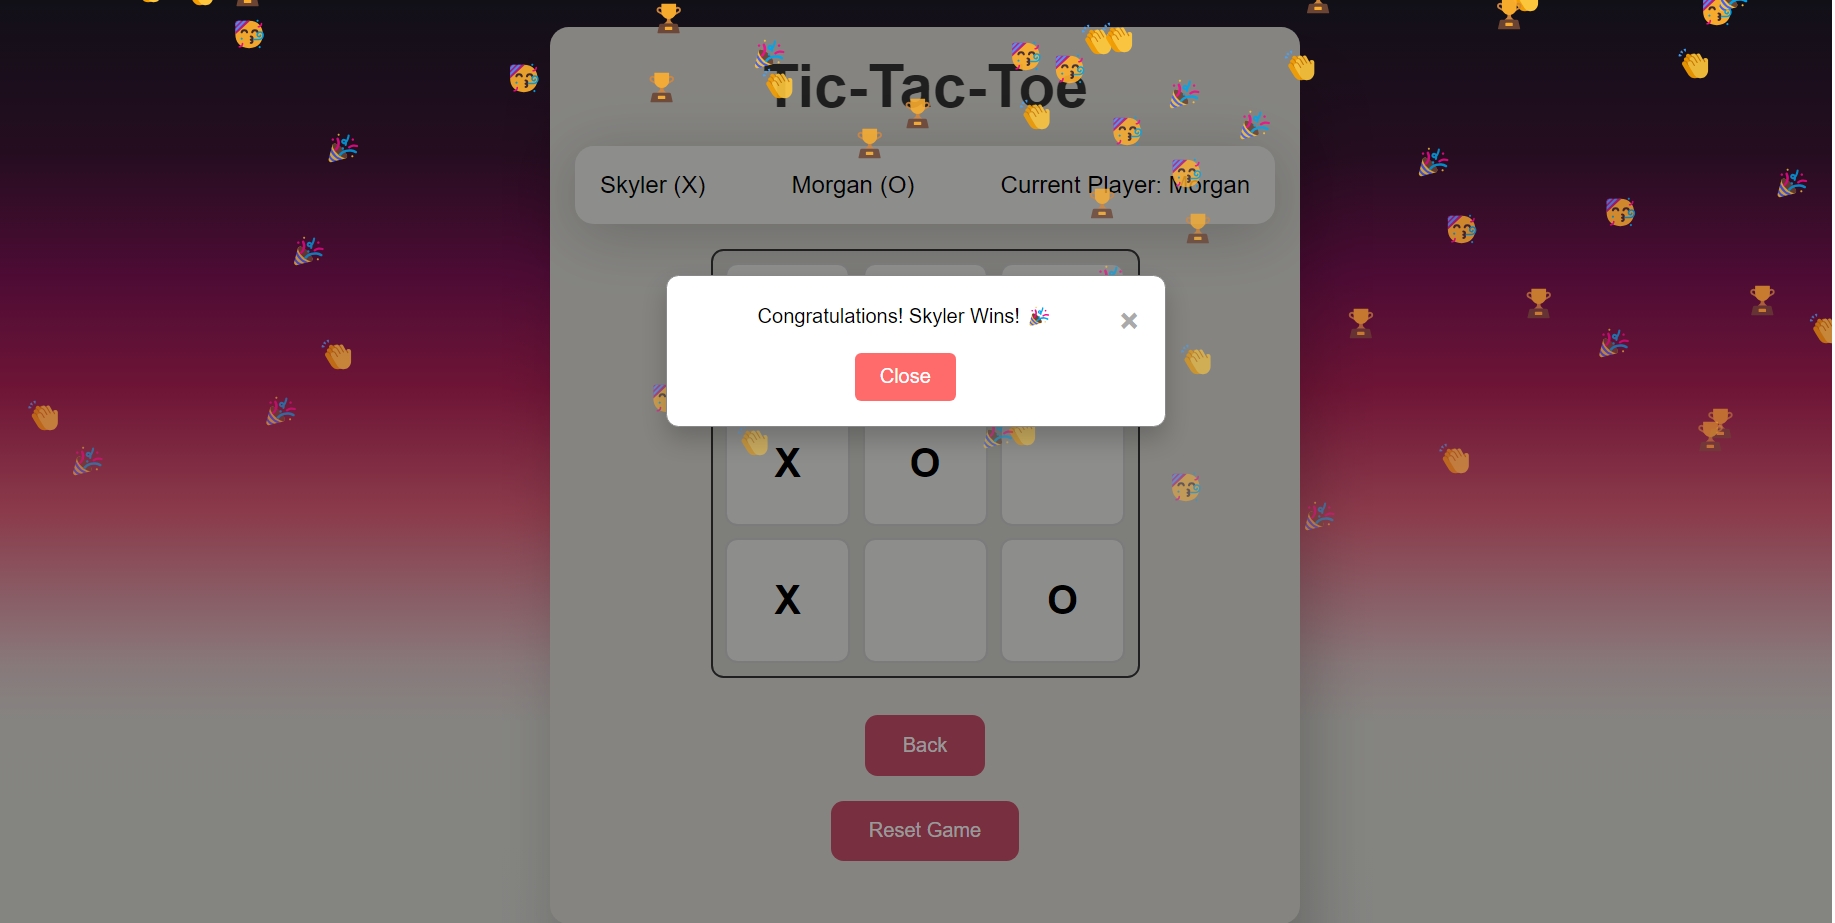 Tic-Tac-Toe
Skyler (X) Morgan (O) Current Player: Morgan
Congratulations! Skyler Wins! 🎉 ×
Close
X O
X O
Back
Reset Game